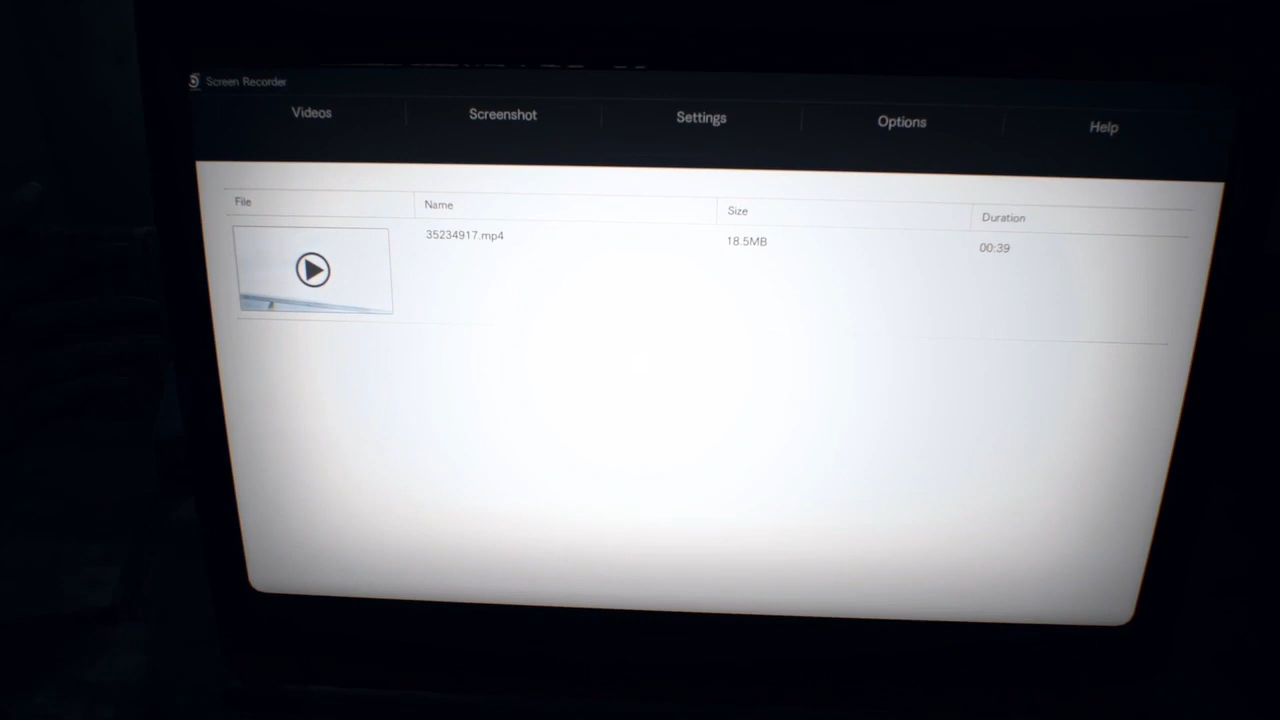 Screen Recorder
Videos Screenshot Settings Options Help
File Name Size Duration
35234917.mp4 18.5MB 00:39